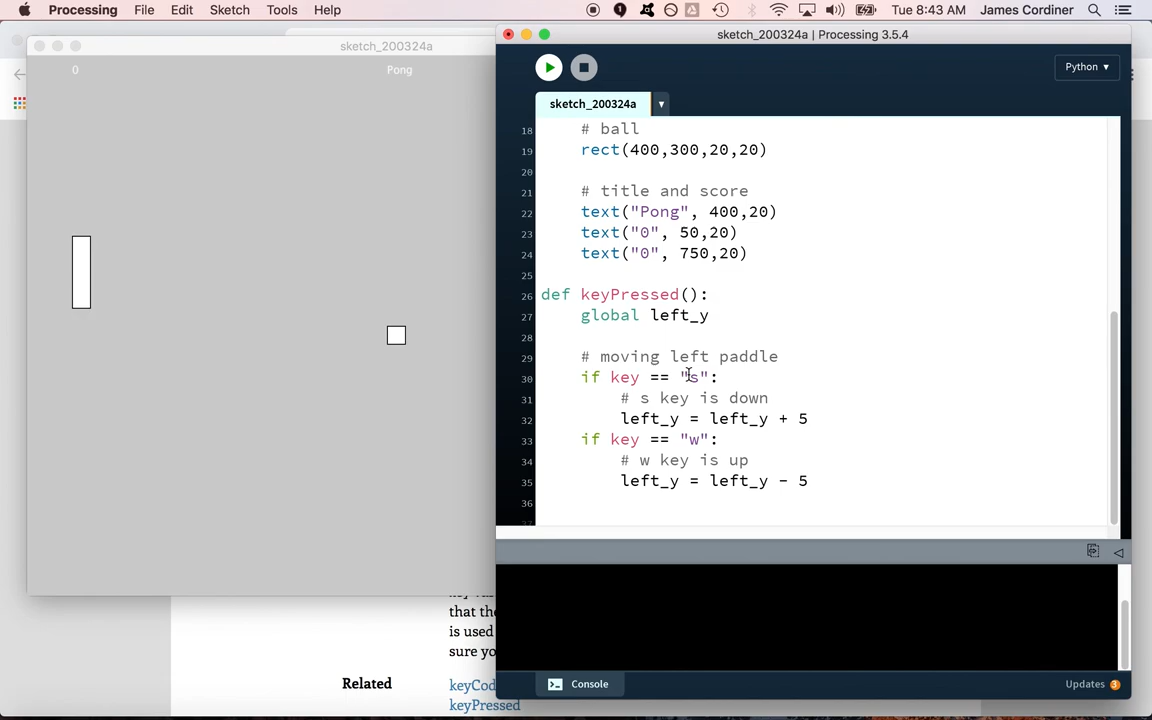 Processing File Edit Sketch Tools Help Tue 8:43 AM James Cordiner
sketch_200324a
0 Pong
sketch_200324a | Processing 3.5.4
Python ▾
sketch_200324a ▾
18 # ball
19 rect(400,300,20,20)
20
21 # title and score
22 text("Pong", 400,20)
23 text("0", 50,20)
24 text("0", 750,20)
25
26 def keyPressed():
27 global left_y
28
29 # moving left paddle
30 if key == "s":
31 # s key is down
32 left_y = left_y + 5
33 if key == "w":
34 # w key is up
35 left_y = left_y - 5
36
that the
is used
sure yo
Related
keyCod
keyPressed
Console
Updates 3